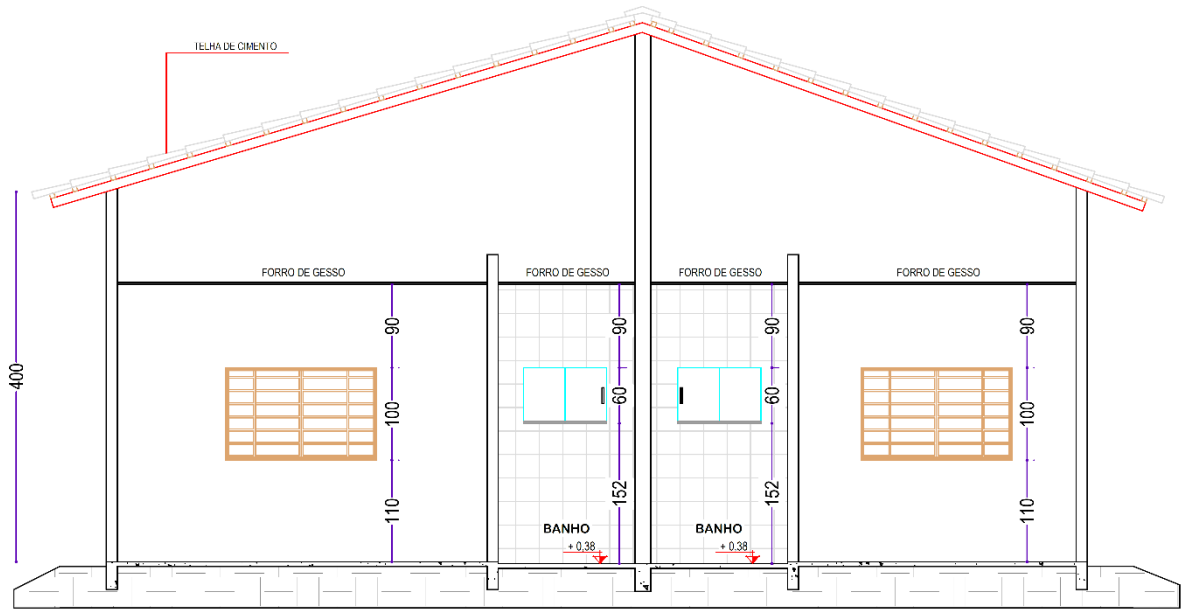 TELHA DE CIMENTO
FORRO DE GESSO
FORRO DE GESSO
FORRO DE GESSO
FORRO DE GESSO
90
90
90
90
400
100
60
60
100
110
152
152
110
BANHO
BANHO
+ 0,38
+ 0,38